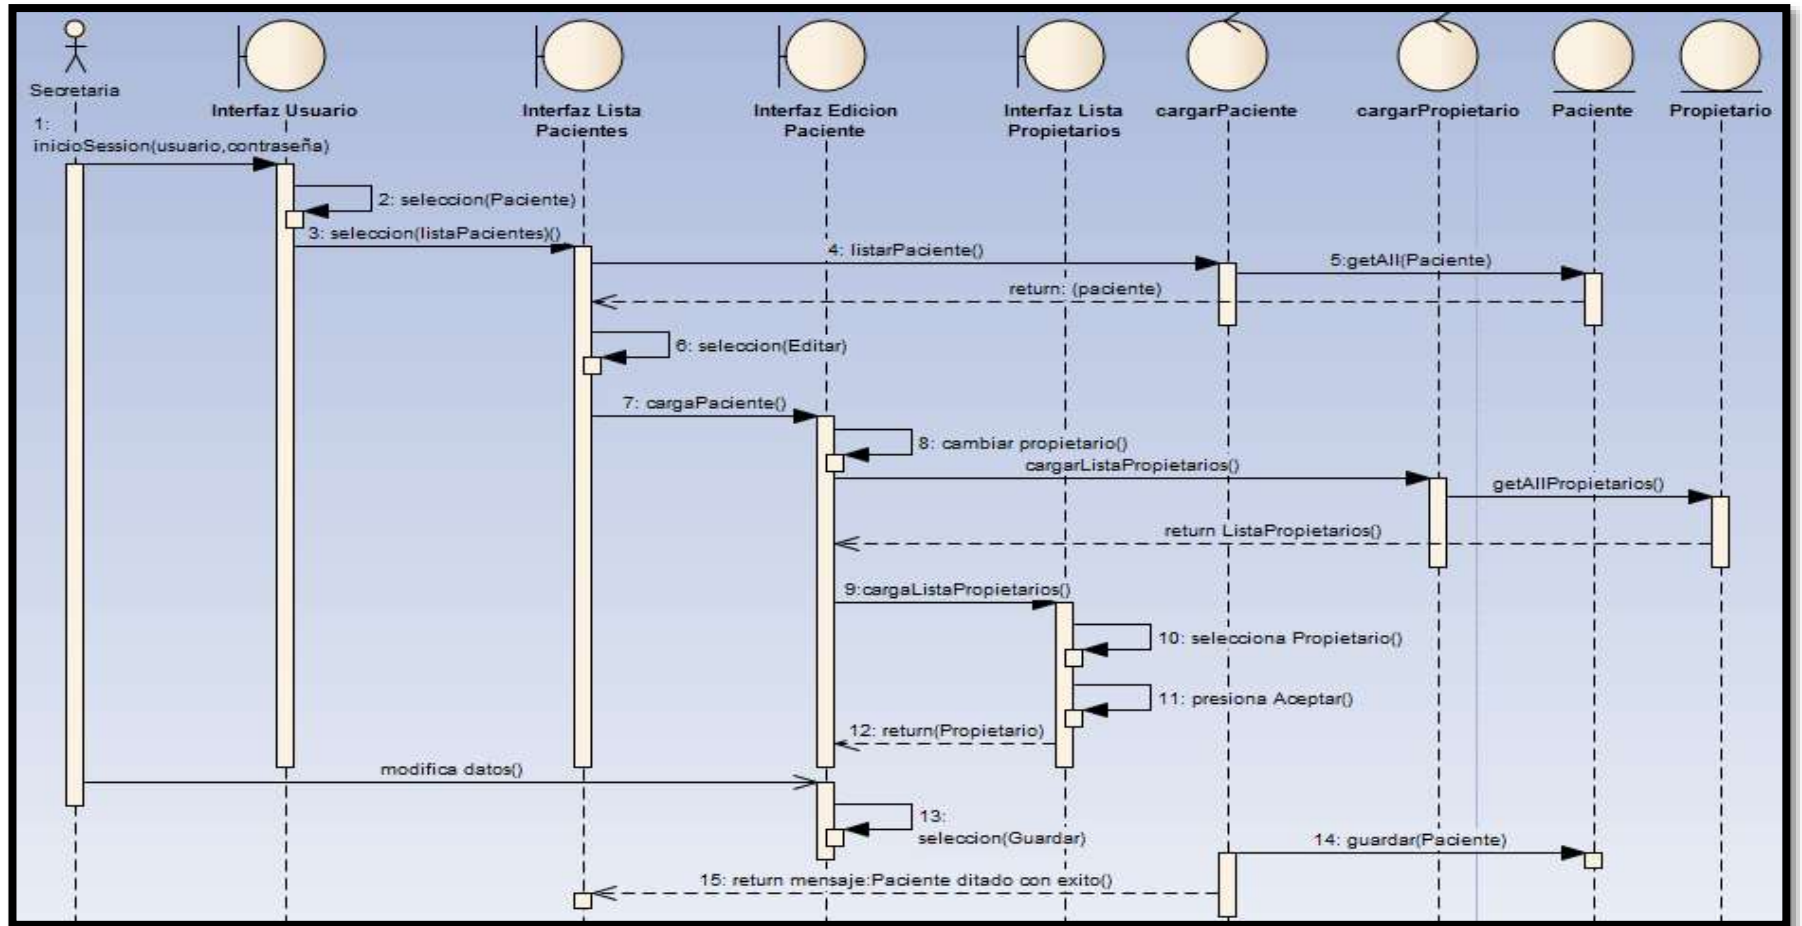 Secretaria
Interfaz Usuario
Interfaz Lista
Pacientes
Interfaz Edicion
Paciente
Interfaz Lista
Propietarios
cargarPaciente
cargarPropietario
Paciente
Propietario
1:
inicioSession(usuario,contraseña)
2: seleccion(Paciente)
3: seleccion(listaPacientes)()
4: listarPaciente()
5:getAll(Paciente)
return: (paciente)
6: seleccion(Editar)
7: cargaPaciente()
8: cambiar propietario()
cargarListaPropietarios()
getAllPropietarios()
return ListaPropietarios()
9:cargaListaPropietarios()
10: selecciona Propietario()
11: presiona Aceptar()
12: return(Propietario)
modifica datos()
13:
seleccion(Guardar)
14: guardar(Paciente)
15: return mensaje:Paciente ditado con exito()